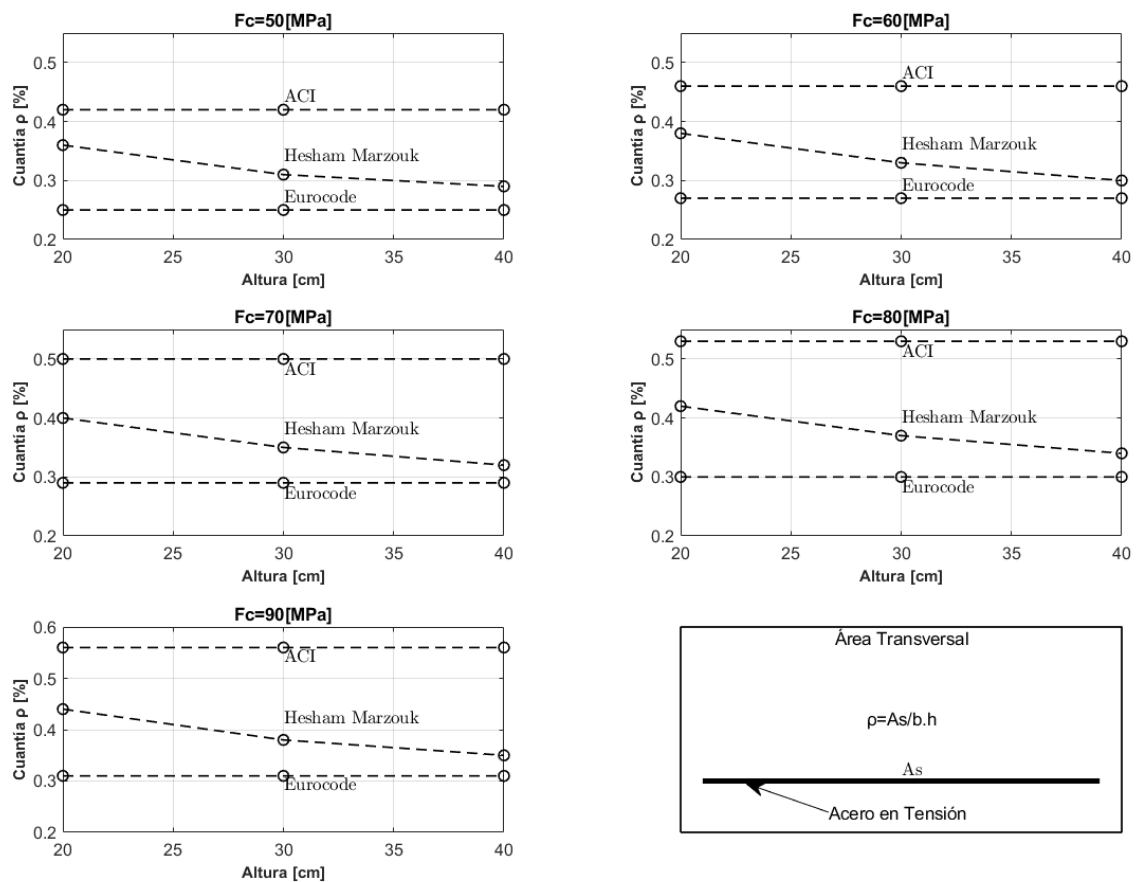 Fc=50[MPa]
Cuantía ρ [%]
0.5
0.4
0.3
0.2
ACI
Hesham Marzouk
Eurocode
20 25 30 35 40
Altura [cm]
Fc=60[MPa]
Cuantía ρ [%]
0.5
0.4
0.3
0.2
ACI
Hesham Marzouk
Eurocode
20 25 30 35 40
Altura [cm]
Fc=70[MPa]
Cuantía ρ [%]
0.5
0.4
0.3
0.2
ACI
Hesham Marzouk
Eurocode
20 25 30 35 40
Altura [cm]
Fc=80[MPa]
Cuantía ρ [%]
0.5
0.4
0.3
0.2
ACI
Hesham Marzouk
Eurocode
20 25 30 35 40
Altura [cm]
Fc=90[MPa]
Cuantía ρ [%]
0.6
0.5
0.4
0.3
0.2
ACI
Hesham Marzouk
Eurocode
20 25 30 35 40
Altura [cm]
Área Transversal
ρ=As/b.h
As
Acero en Tensión